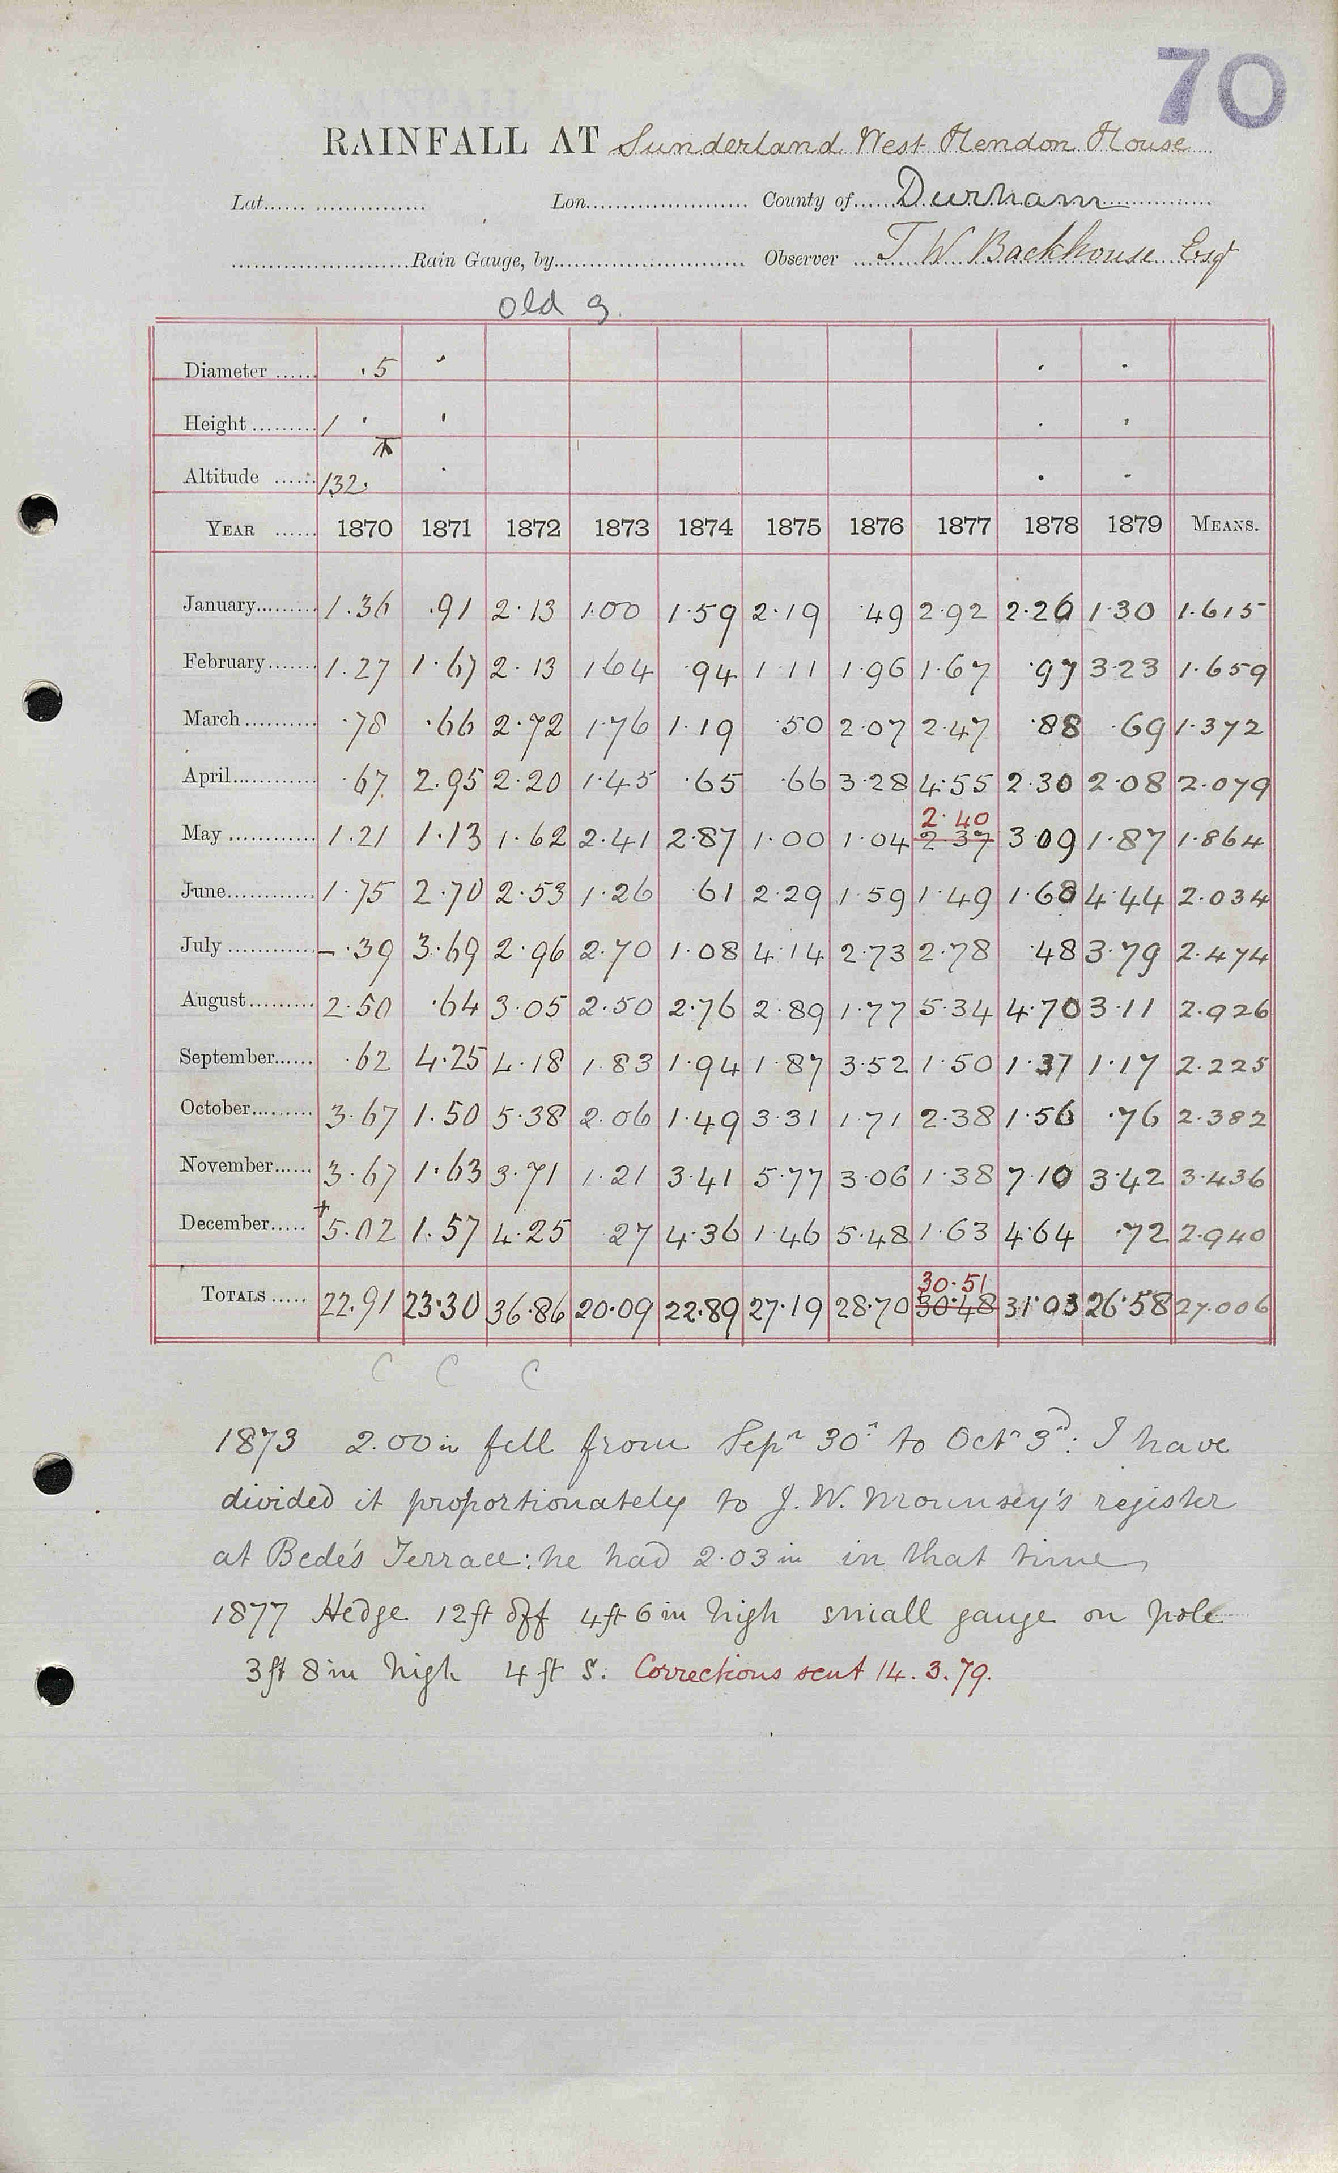 70
RAINFALL AT Sunderland West Hendon House
Lat. Lon. County of Durham
Rain Gauge, by Observer T W Backhouse Esq
Old g.
Diameter ·5
Height 1
Altitude 132·
YEAR 1870 1871 1872 1873 1874 1875 1876 1877 1878 1879 MEANS.
January 1·36 ·91 2·13 1·00 1·59 2·19 ·49 2·92 2·26 1·30 1·615
February 1·27 1·67 2·13 1·64 ·94 1·11 1·96 1·67 ·97 3·23 1·659
March ·78 ·66 2·72 1·76 1·19 ·50 2·07 2·47 ·88 ·69 1·372
April ·67 2·95 2·20 1·45 ·65 ·66 3·28 4·55 2·30 2·08 2·079
2·40
May 1·21 1·13 1·62 2·41 2·87 1·00 1·04 2·37 3·09 1·87 1·864
June 1·75 2·70 2·53 1·26 ·61 2·29 1·59 1·49 1·68 4·44 2·034
July – ·39 3·69 2·96 2·70 1·08 4·14 2·73 2·78 ·48 3·79 2·474
August 2·50 ·64 3·05 2·50 2·76 2·89 1·77 5·34 4·70 3·11 2·926
September ·62 4·25 4·18 1·83 1·94 1·87 3·52 1·50 1·37 1·17 2·225
October 3·67 1·50 5·38 2·06 1·49 3·31 1·71 2·38 1·56 ·76 2·382
November 3·67 1·63 3·71 1·21 3·41 5·77 3·06 1·38 7·10 3·42 3·436
December + 5·02 1·57 4·25 ·27 4·36 1·46 5·48 1·63 4·64 ·72 2·940
30·51
TOTALS 22·91 23·30 36·86 20·09 22·89 27·19 28·70 30·48 31·03 26·58 27·006
C C C
1873 2.00 in fell from Sepr 30th to Octr 3rd: I have
divided it proportionately to J. W. Mounsey's register
at Bede's Terrace: he had 2·03 in in that time
1877 Hedge 12ft off 4ft 6in high small gauge on pole
3ft 8in high 4 ft S. Corrections sent 14. 3. 79.